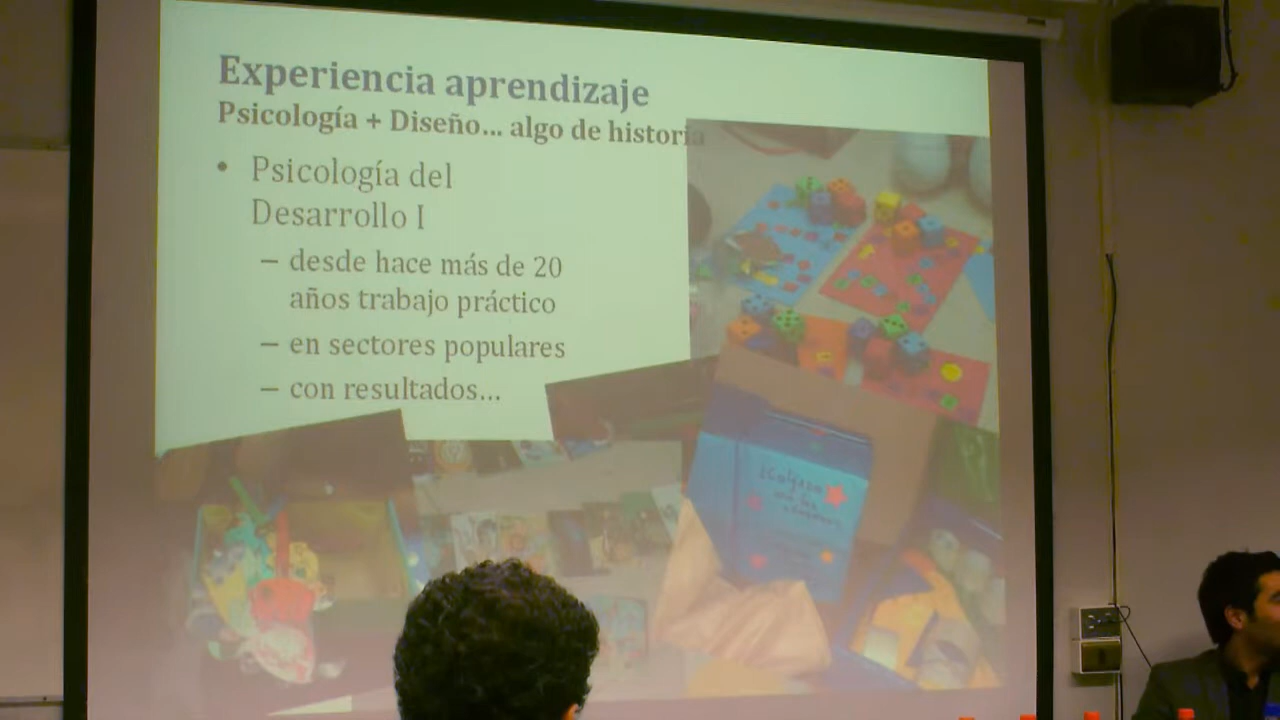 Experiencia aprendizaje
Psicología + Diseño... algo de historia
• Psicología del
Desarrollo I
– desde hace más de 20
años trabajo práctico
– en sectores populares
– con resultados...